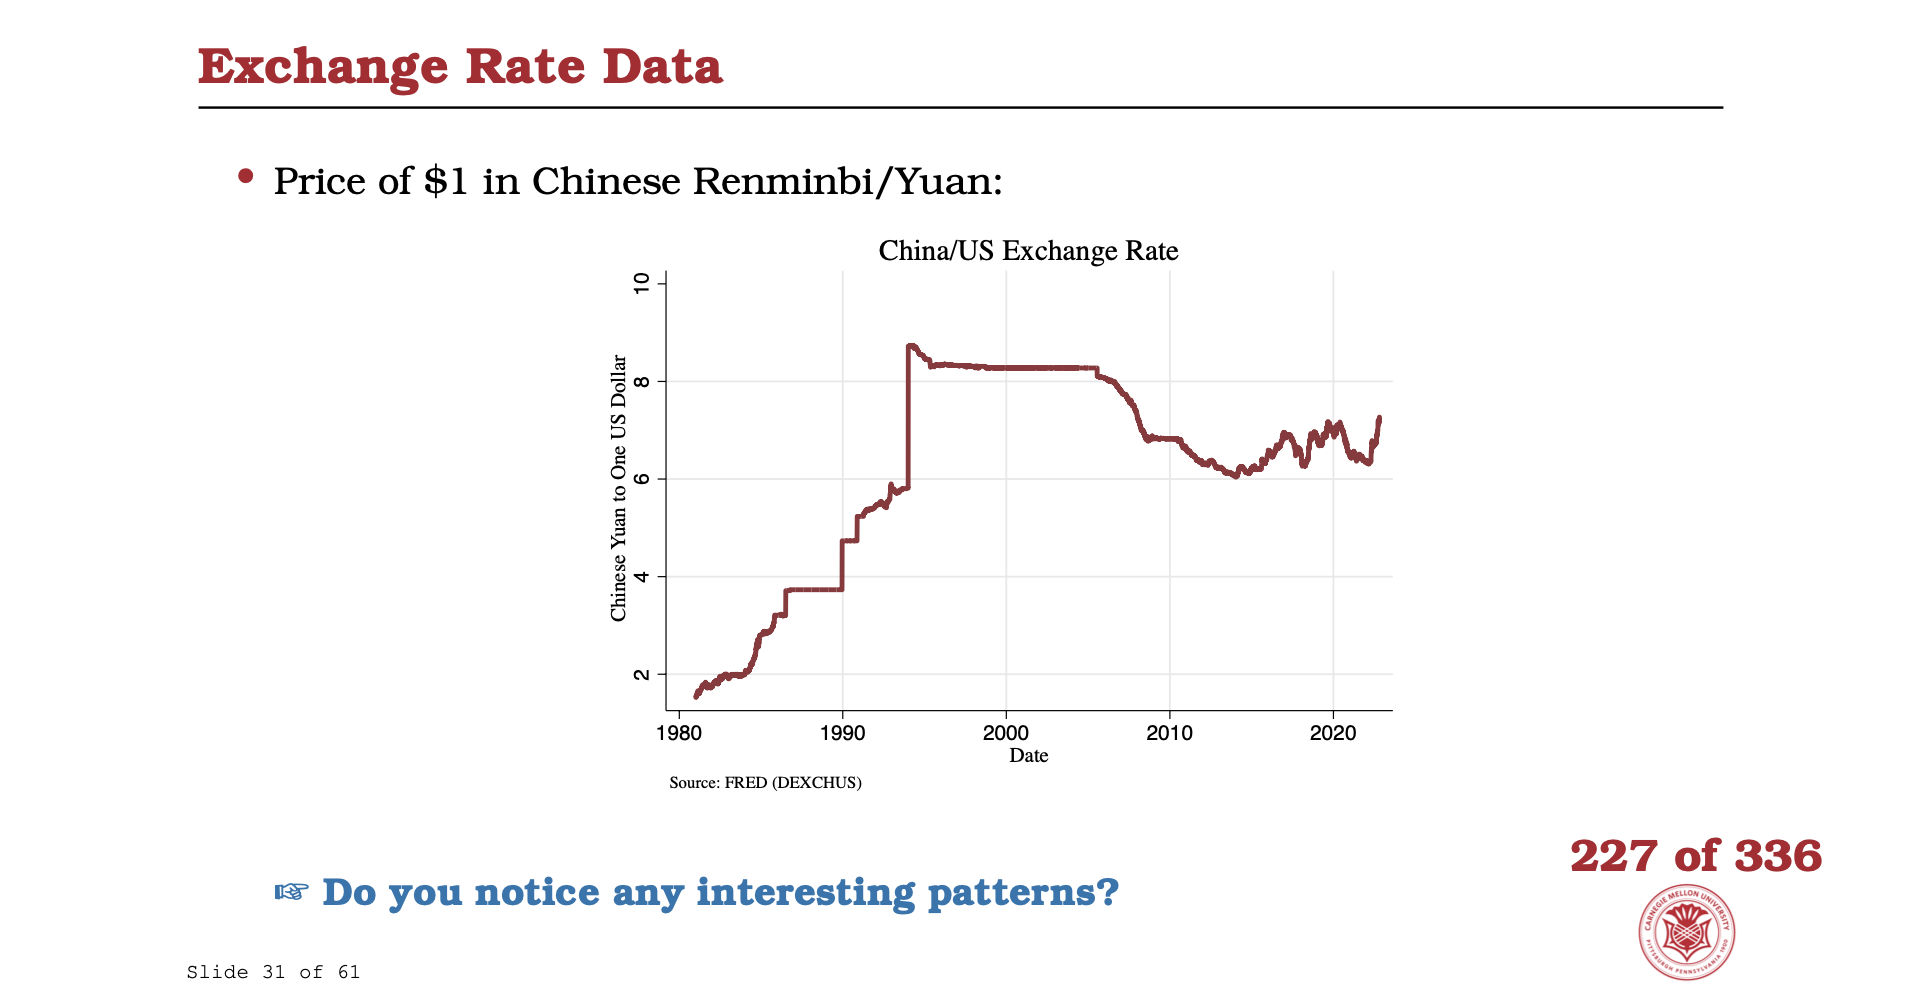 Exchange Rate Data
• Price of $1 in Chinese Renminbi/Yuan:
China/US Exchange Rate
Chinese Yuan to One US Dollar
10
8
6
4
2
1980 1990 2000 2010 2020
Date
Source: FRED (DEXCHUS)
☞ Do you notice any interesting patterns?
227 of 336
CARNEGIE MELLON UNIVERSITY
PITTSBURGH PENNSYLVANIA 1900
Slide 31 of 61